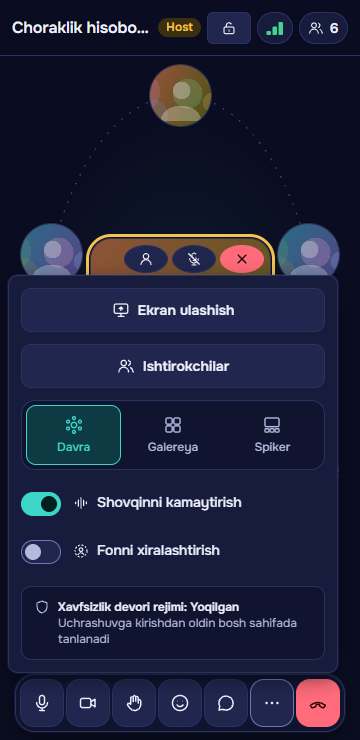 Choraklik hisobo...
Host
6
Ekran ulashish
Ishtirokchilar
Davra
Galereya
Spiker
Shovqinni kamaytirish
Fonni xiralashtirish
Xavfsizlik devori rejimi: Yoqilgan
Uchrashuvga kirishdan oldin bosh sahifada
tanlanadi